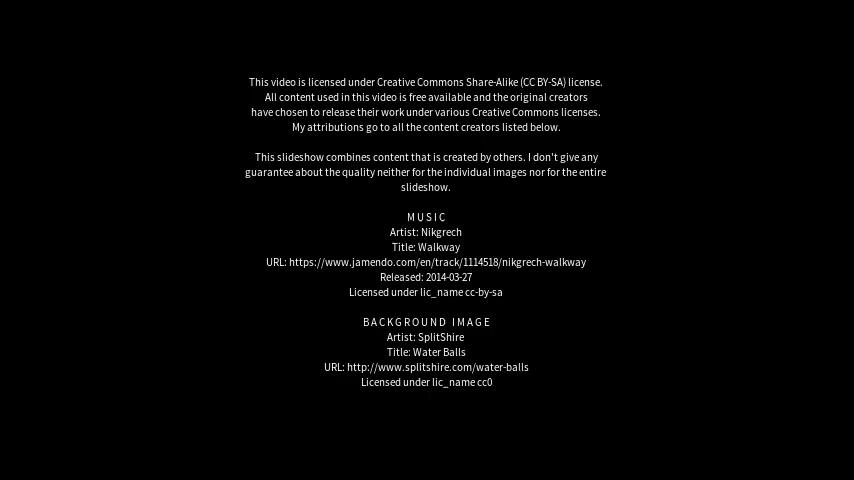 This video is licensed under Creative Commons Share-Alike (CC BY-SA) license.
All content used in this video is free available and the original creators
have chosen to release their work under various Creative Commons licenses.
My attributions go to all the content creators listed below.
This slideshow combines content that is created by others. I don't give any
guarantee about the quality neither for the individual images nor for the entire
slideshow.
MUSIC
Artist: Nikgrech
Title: Walkway
URL: https://www.jamendo.com/en/track/1114518/nikgrech-walkway
Released: 2014-03-27
Licensed under lic_name cc-by-sa
BACKGROUND IMAGE
Artist: SplitShire
Title: Water Balls
URL: http://www.splitshire.com/water-balls
Licensed under lic_name cc0